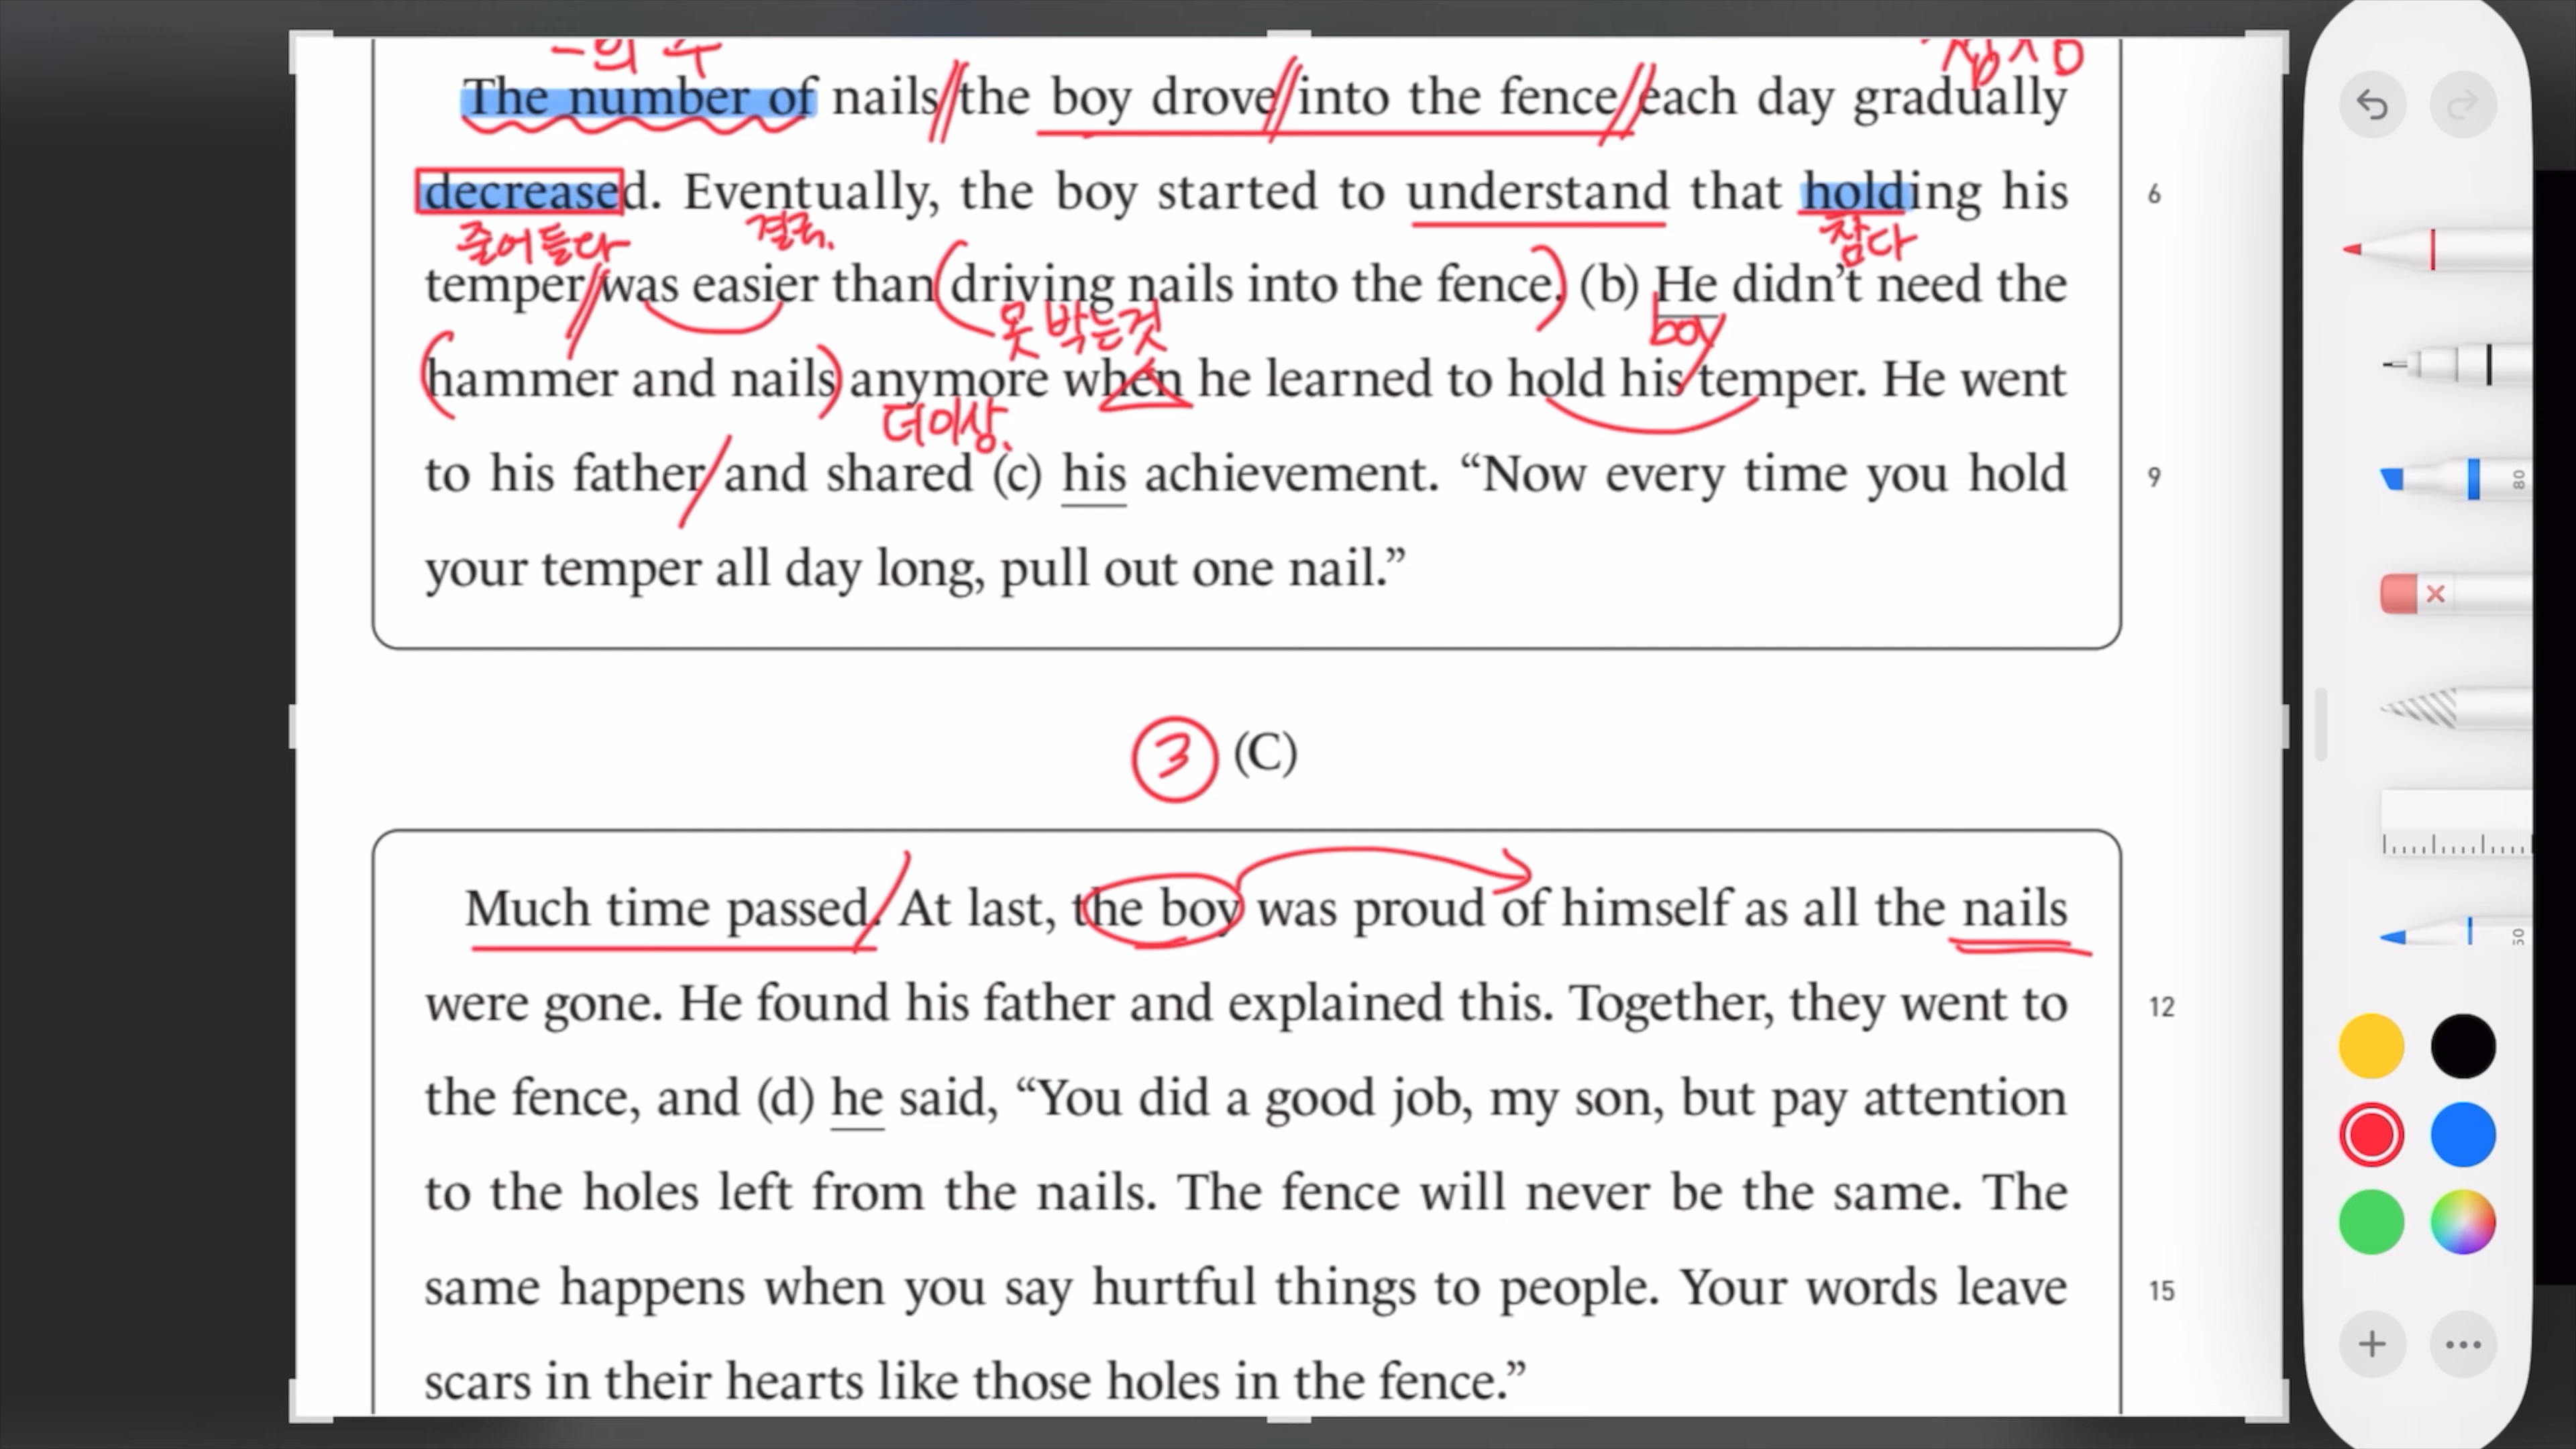 -의 수
The number of nails the boy drove into the fence each day gradually
decreased. Eventually, the boy started to understand that holding his
6
줄어들다
결국.
참다
temper was easier than driving nails into the fence. (b) He didn't need the
못 박는것
boy
hammer and nails anymore when he learned to hold his temper. He went
더이상.
to his father and shared (c) his achievement. “Now every time you hold
9
your temper all day long, pull out one nail.”
3 (C)
Much time passed. At last, the boy was proud of himself as all the nails
were gone. He found his father and explained this. Together, they went to
12
the fence, and (d) he said, “You did a good job, my son, but pay attention
to the holes left from the nails. The fence will never be the same. The
same happens when you say hurtful things to people. Your words leave
15
scars in their hearts like those holes in the fence.”
80
50